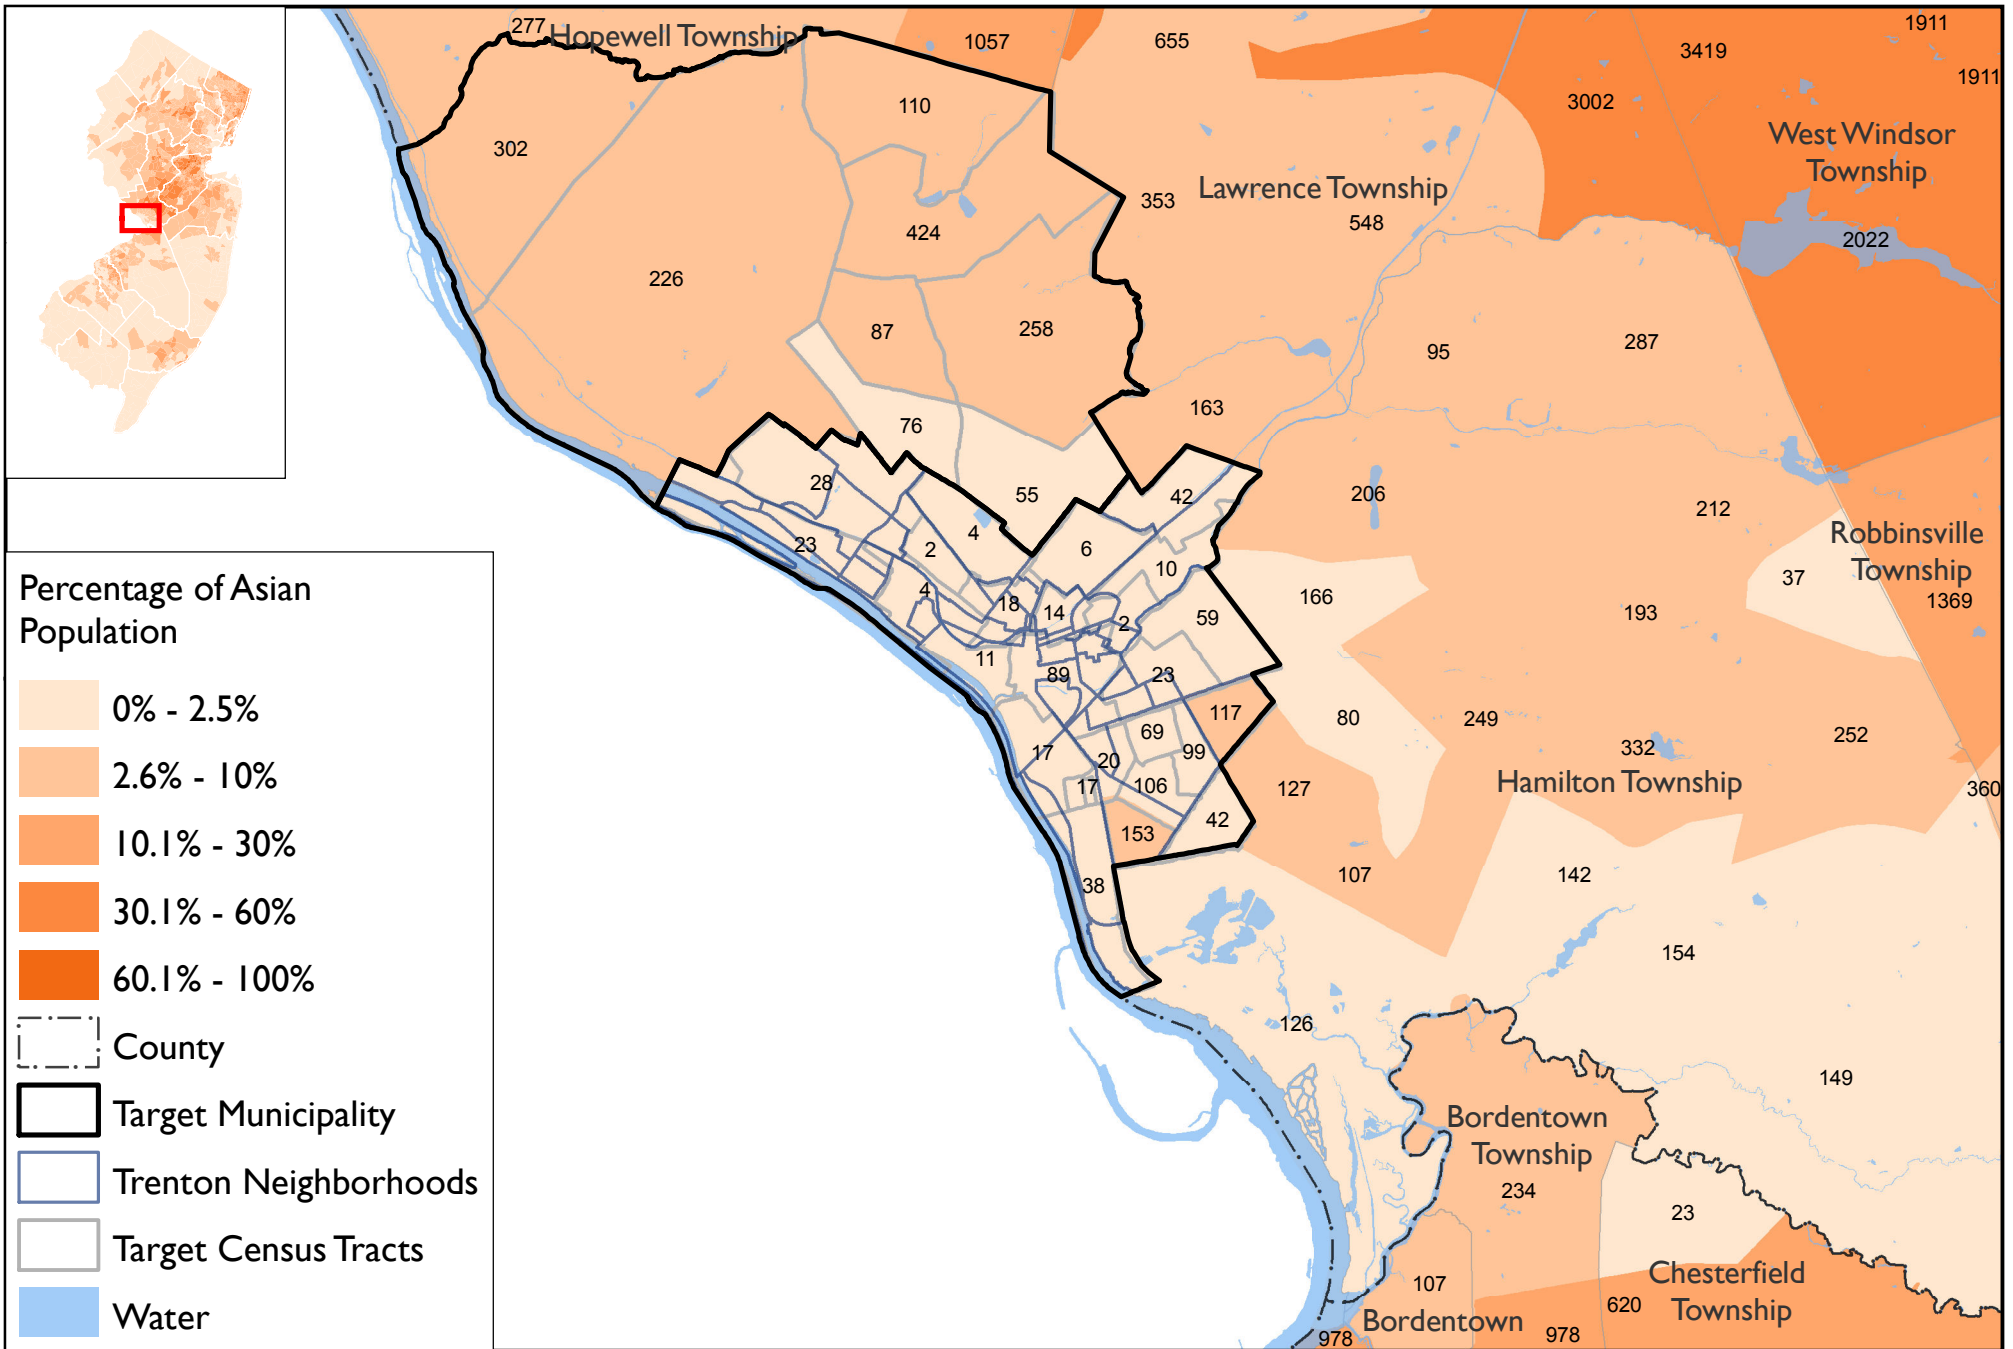 277
Hopewell Township
1057
655
3419
1911
1911
3002
110
302
West Windsor
Township
353
Lawrence Township
548
424
2022
226
87
258
95
287
163
76
28
55
42
206
212
Robbinsville
Township
1369
37
23
2
4
6
10
4
18
14
2
59
166
193
11
89
23
117
80
249
332
252
Hamilton Township
360
17
69
99
20
17
106
127
42
153
107
142
38
154
126
149
Bordentown
Township
234
23
107
Bordentown
Chesterfield
Township
620
978
978
Percentage of Asian
Population
0% - 2.5%
2.6% - 10%
10.1% - 30%
30.1% - 60%
60.1% - 100%
County
Target Municipality
Trenton Neighborhoods
Target Census Tracts
Water